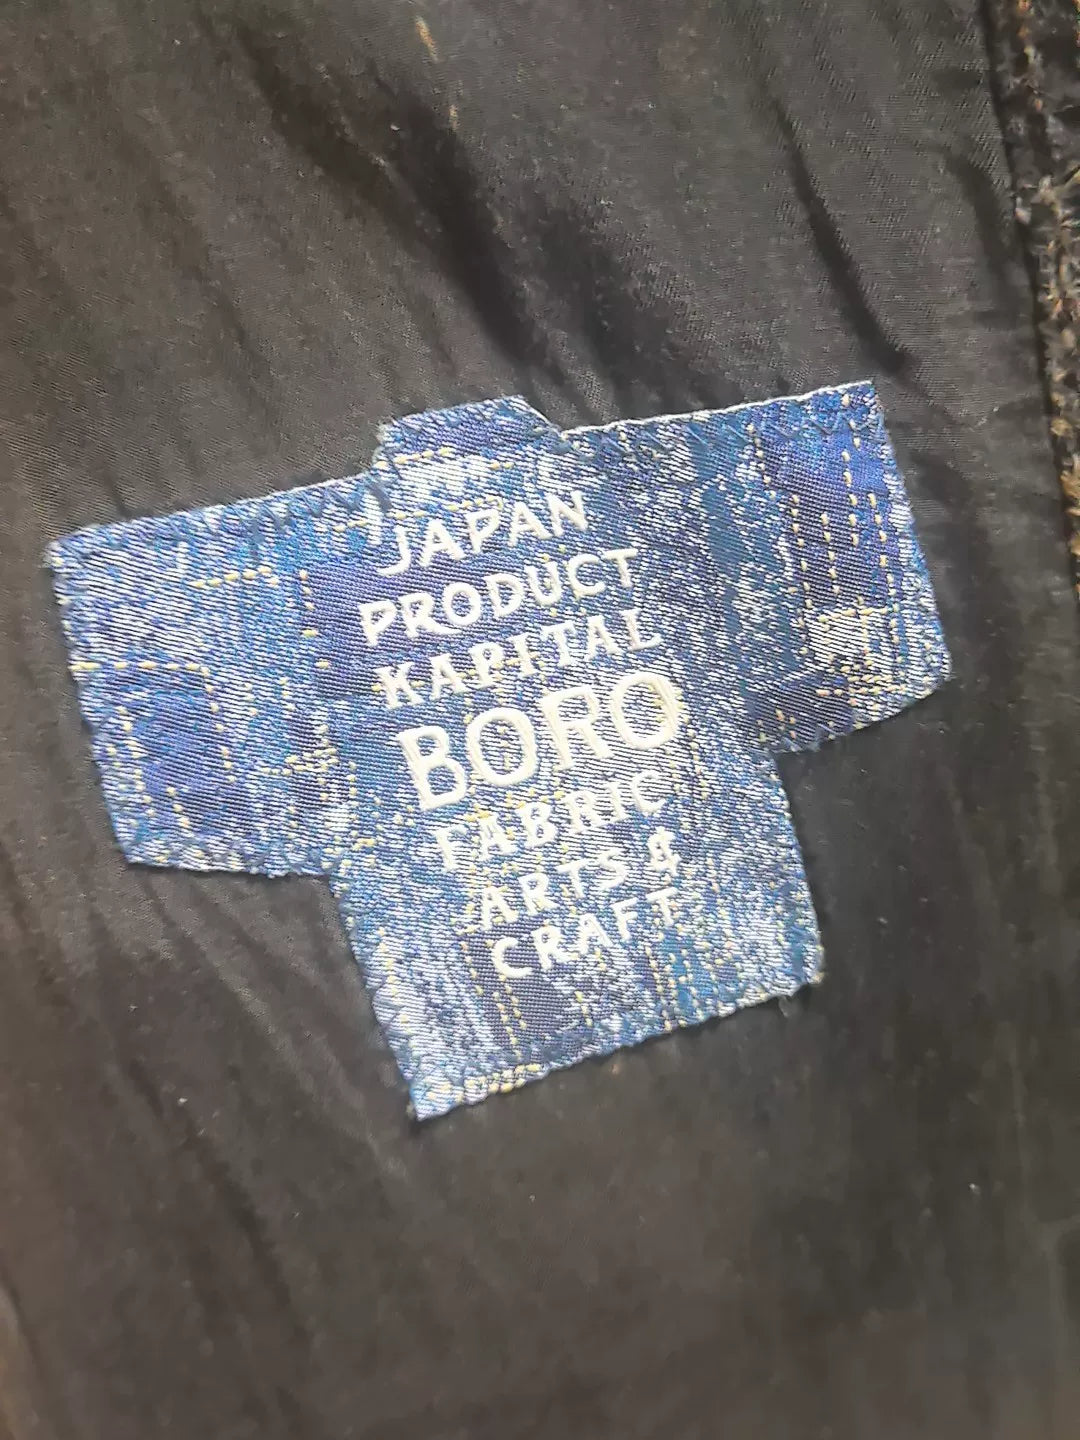 JAPAN
PRODUCT
KAPITAL
BORO
FABRIC
ARTS &
CRAFT